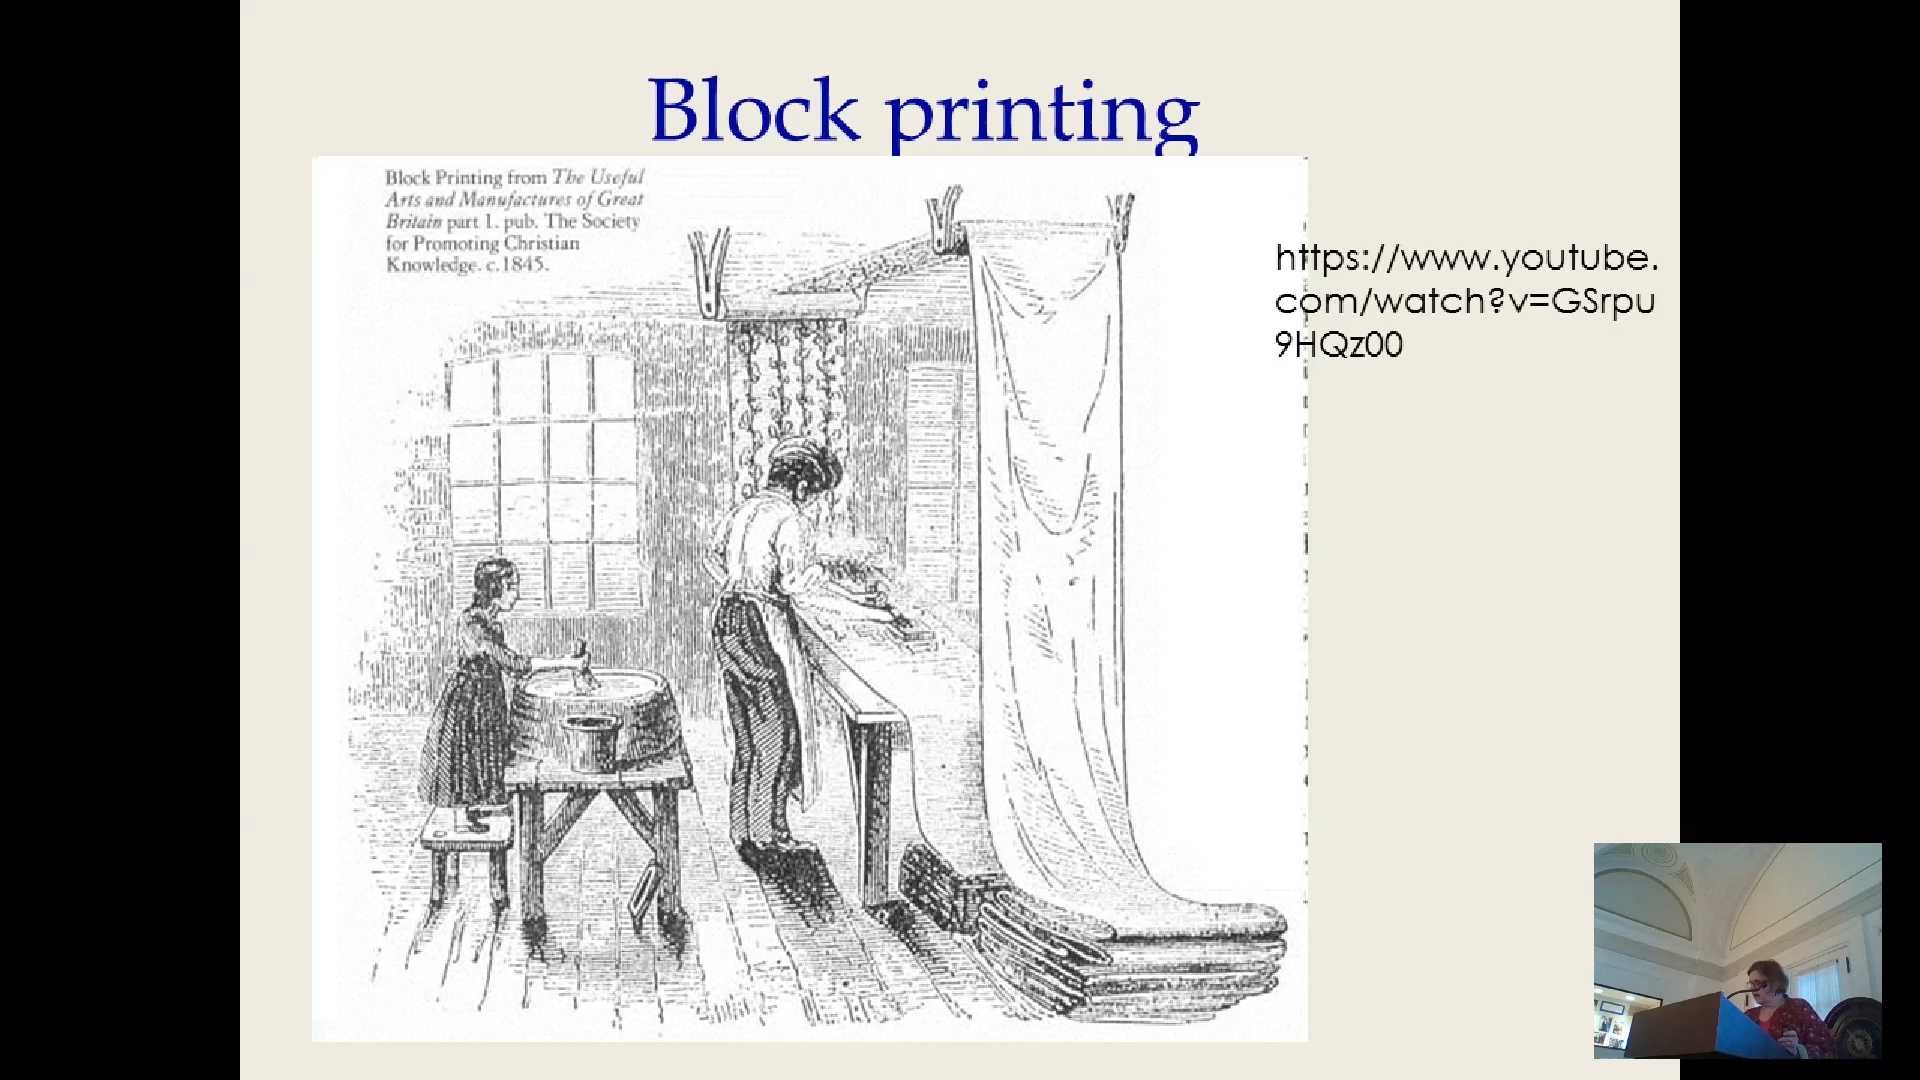 Block printing
Block Printing from The Useful
Arts and Manufactures of Great
Britain part 1. pub. The Society
for Promoting Christian
Knowledge. c.1845.
https://www.youtube.
com/watch?v=GSrpu
9HQz00